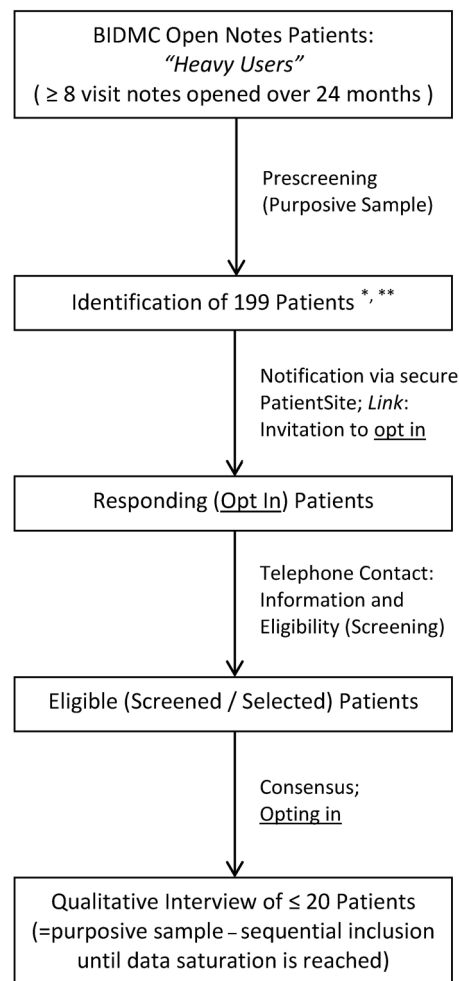 BIDMC Open Notes Patients:
“Heavy Users”
( ≥ 8 visit notes opened over 24 months )
Prescreening
(Purposive Sample)
Identification of 199 Patients *, **
Notification via secure
PatientSite; Link:
Invitation to opt in
Responding (Opt In) Patients
Telephone Contact:
Information and
Eligibility (Screening)
Eligible (Screened / Selected) Patients
Consensus;
Opting in
Qualitative Interview of ≤ 20 Patients
(=purposive sample – sequential inclusion
until data saturation is reached)